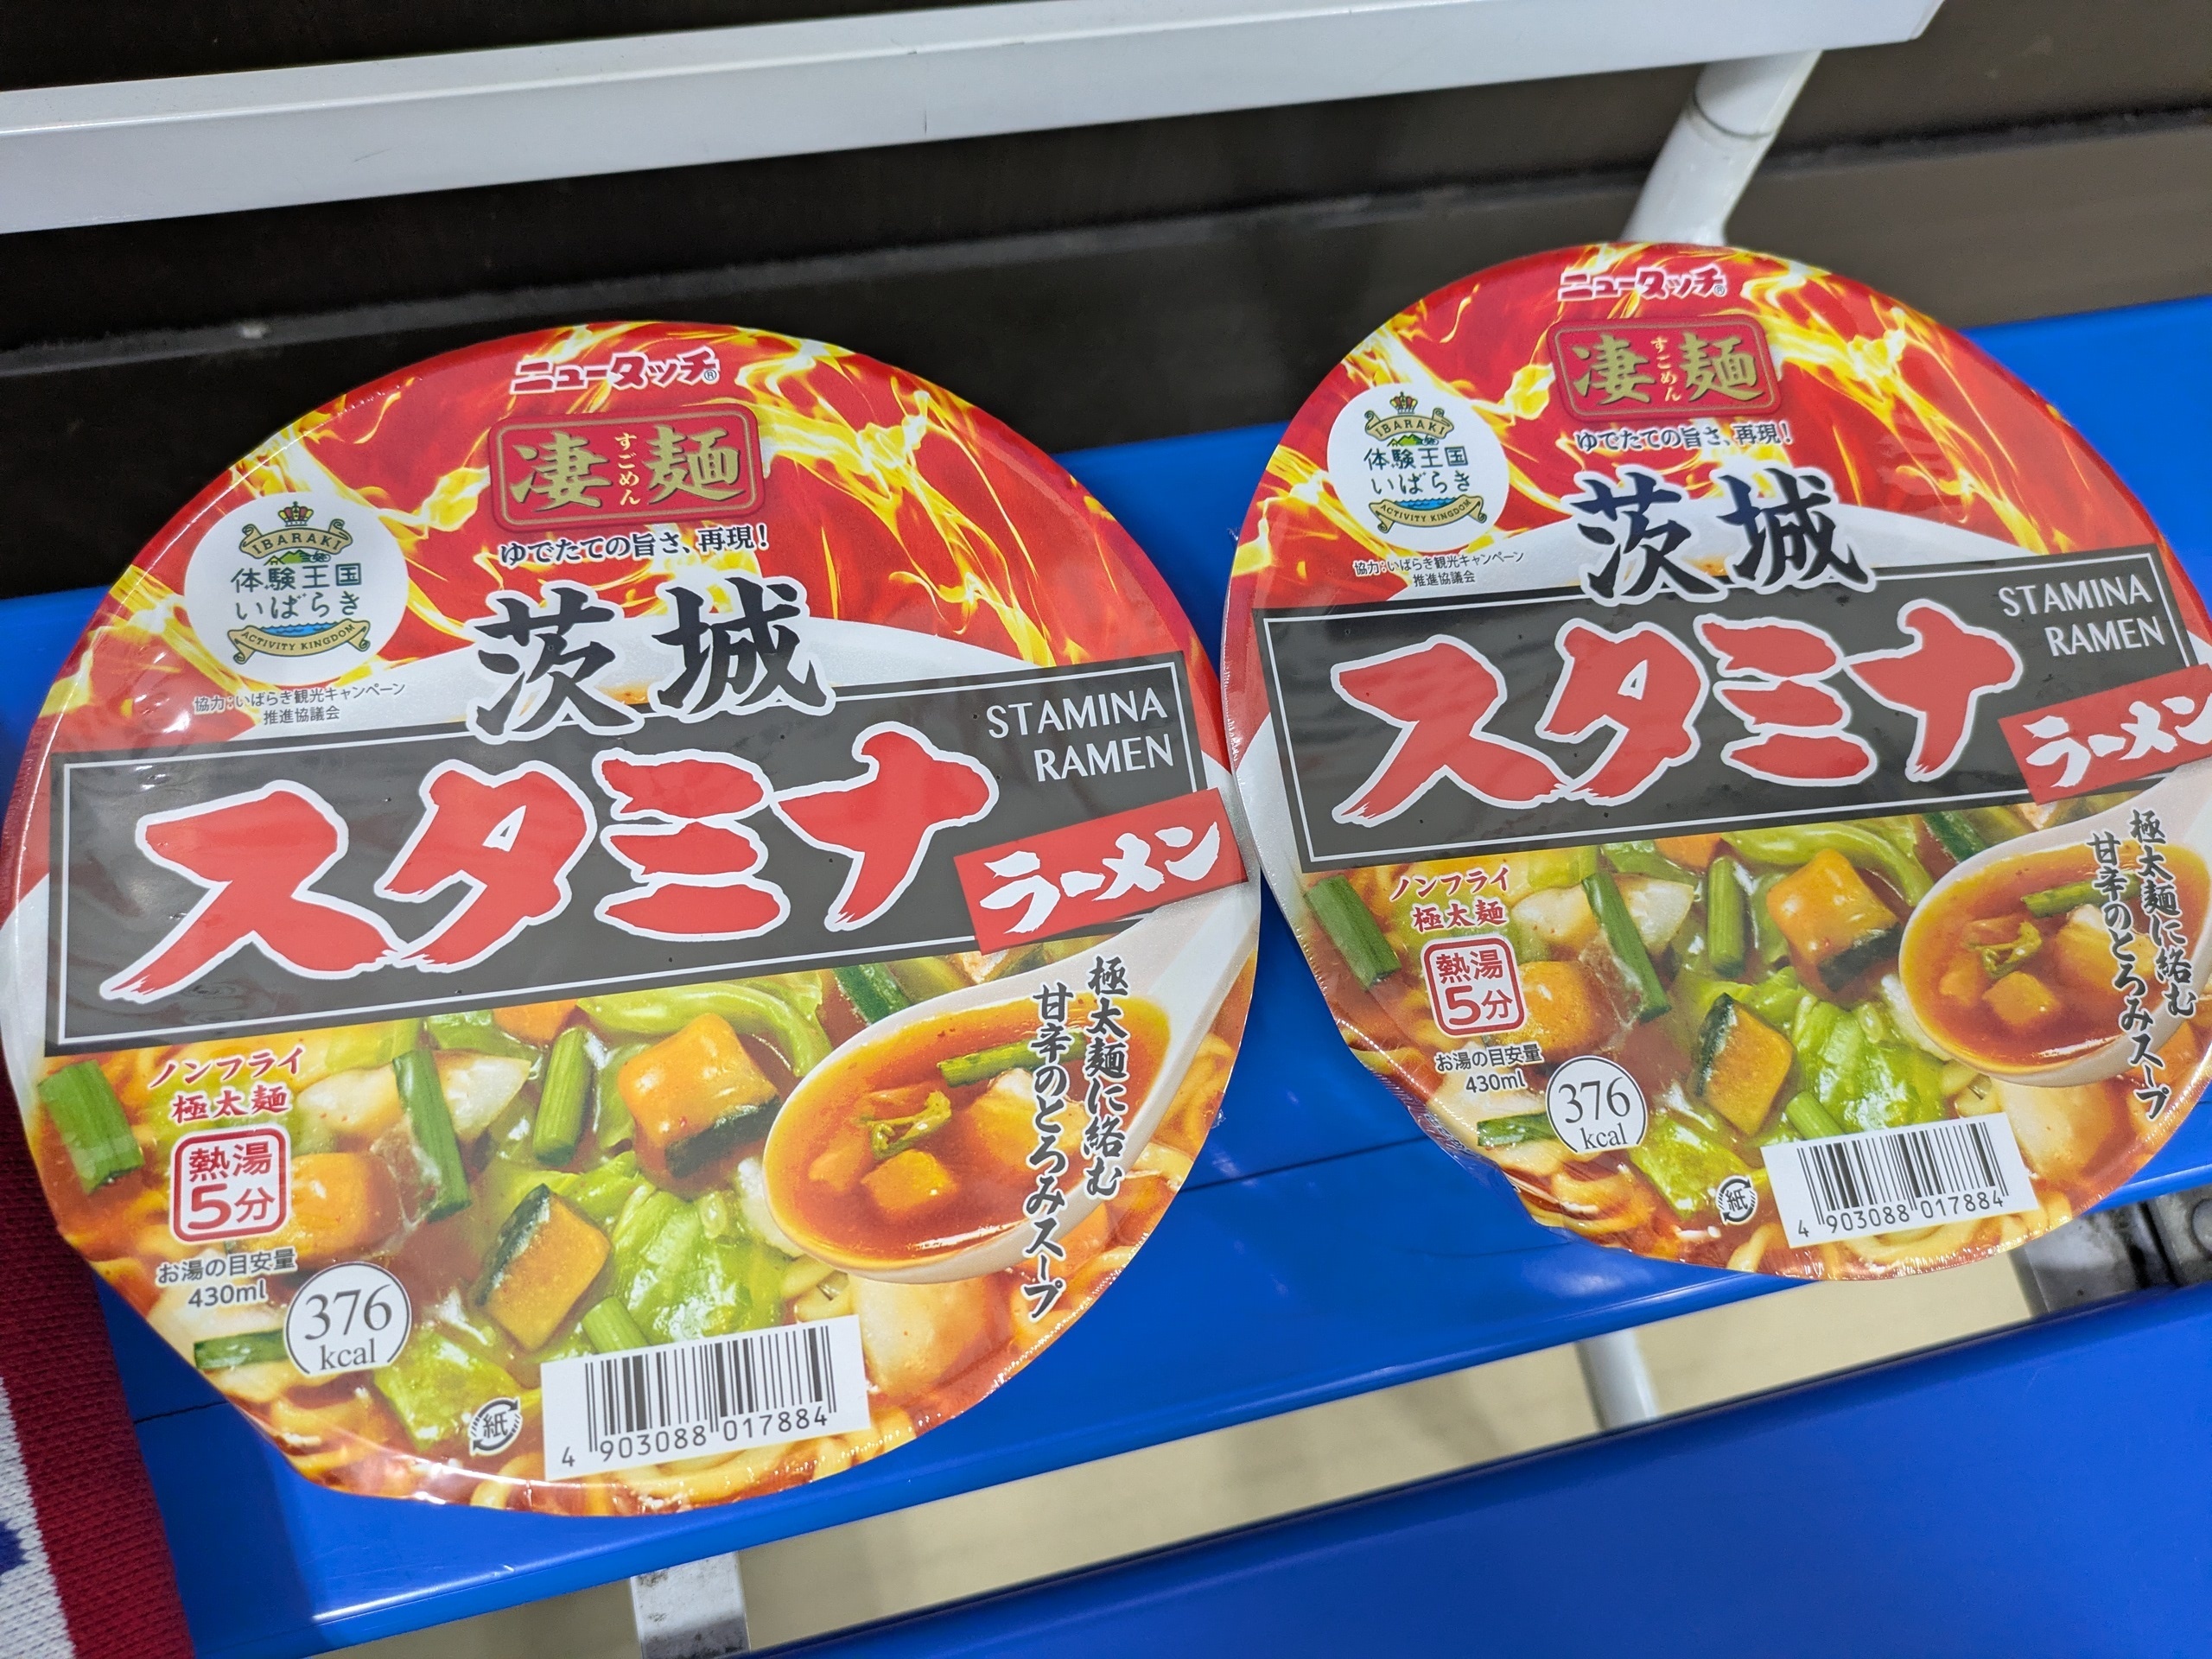 ニュータッチ®
凄麺
すごめん
ゆでたての旨さ、再現！
IBARAKI
体験王国
いばらき
ACTIVITY KINGDOM
協力：いばらき観光キャンペーン
推進協議会
茨城
スタミナ
STAMINA
RAMEN
ラーメン
極太麺に絡む
甘辛のとろみスープ
ノンフライ
極太麺
熱湯
5分
お湯の目安量
430ml
376
kcal
紙
4 903088 017884
ニュータッチ®
凄麺
すごめん
ゆでたての旨さ、再現！
IBARAKI
体験王国
いばらき
ACTIVITY KINGDOM
協力：いばらき観光キャンペーン
推進協議会
茨城
スタミナ
STAMINA
RAMEN
ラーメン
極太麺に絡む
甘辛のとろみスープ
ノンフライ
極太麺
熱湯
5分
お湯の目安量
430ml
376
kcal
紙
4 903088 017884